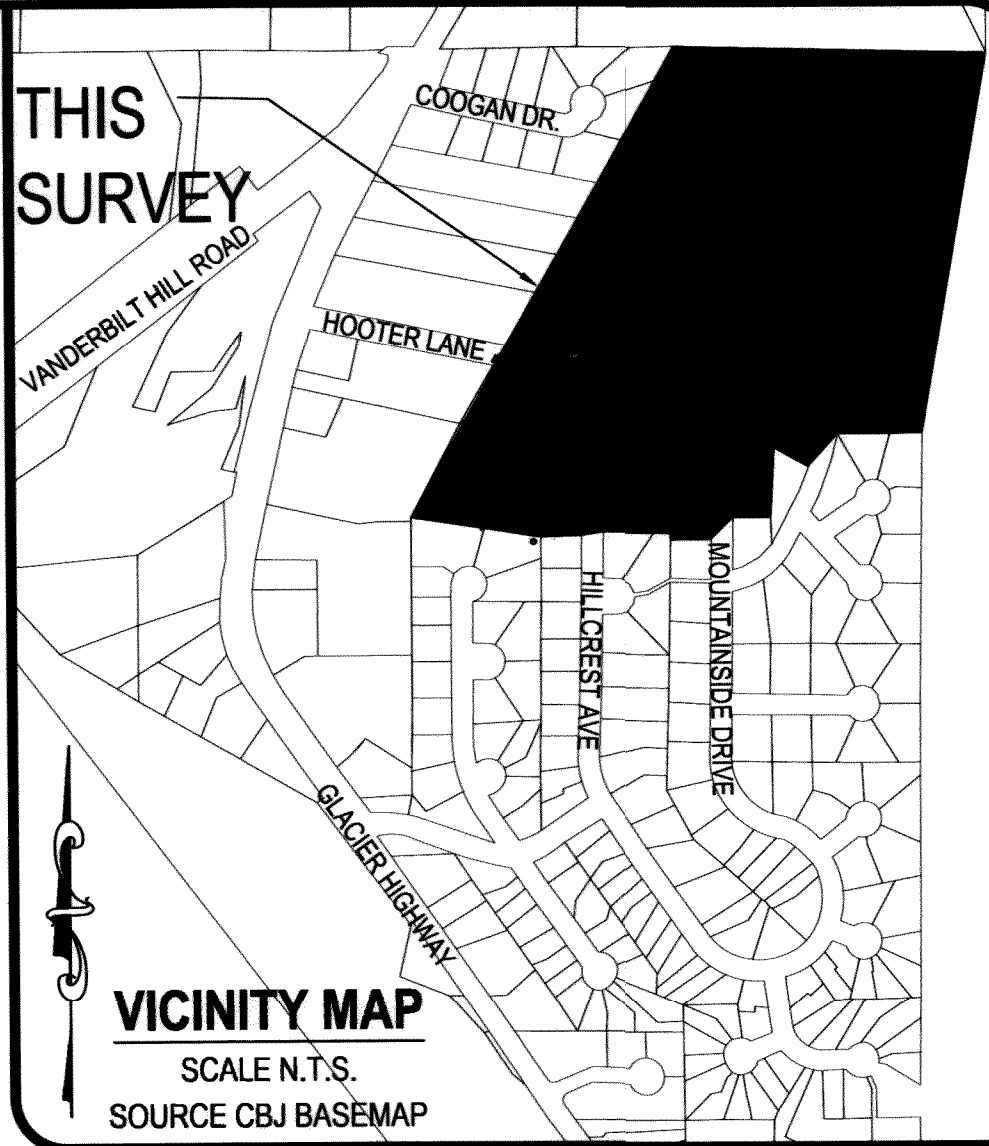 THIS
SURVEY
COOGAN DR.
VANDERBILT HILL ROAD
HOOTER LANE
HILLCREST AVE
MOUNTAINSIDE DRIVE
GLACIER HIGHWAY
VICINITY MAP
SCALE N.T.S.
SOURCE CBJ BASEMAP